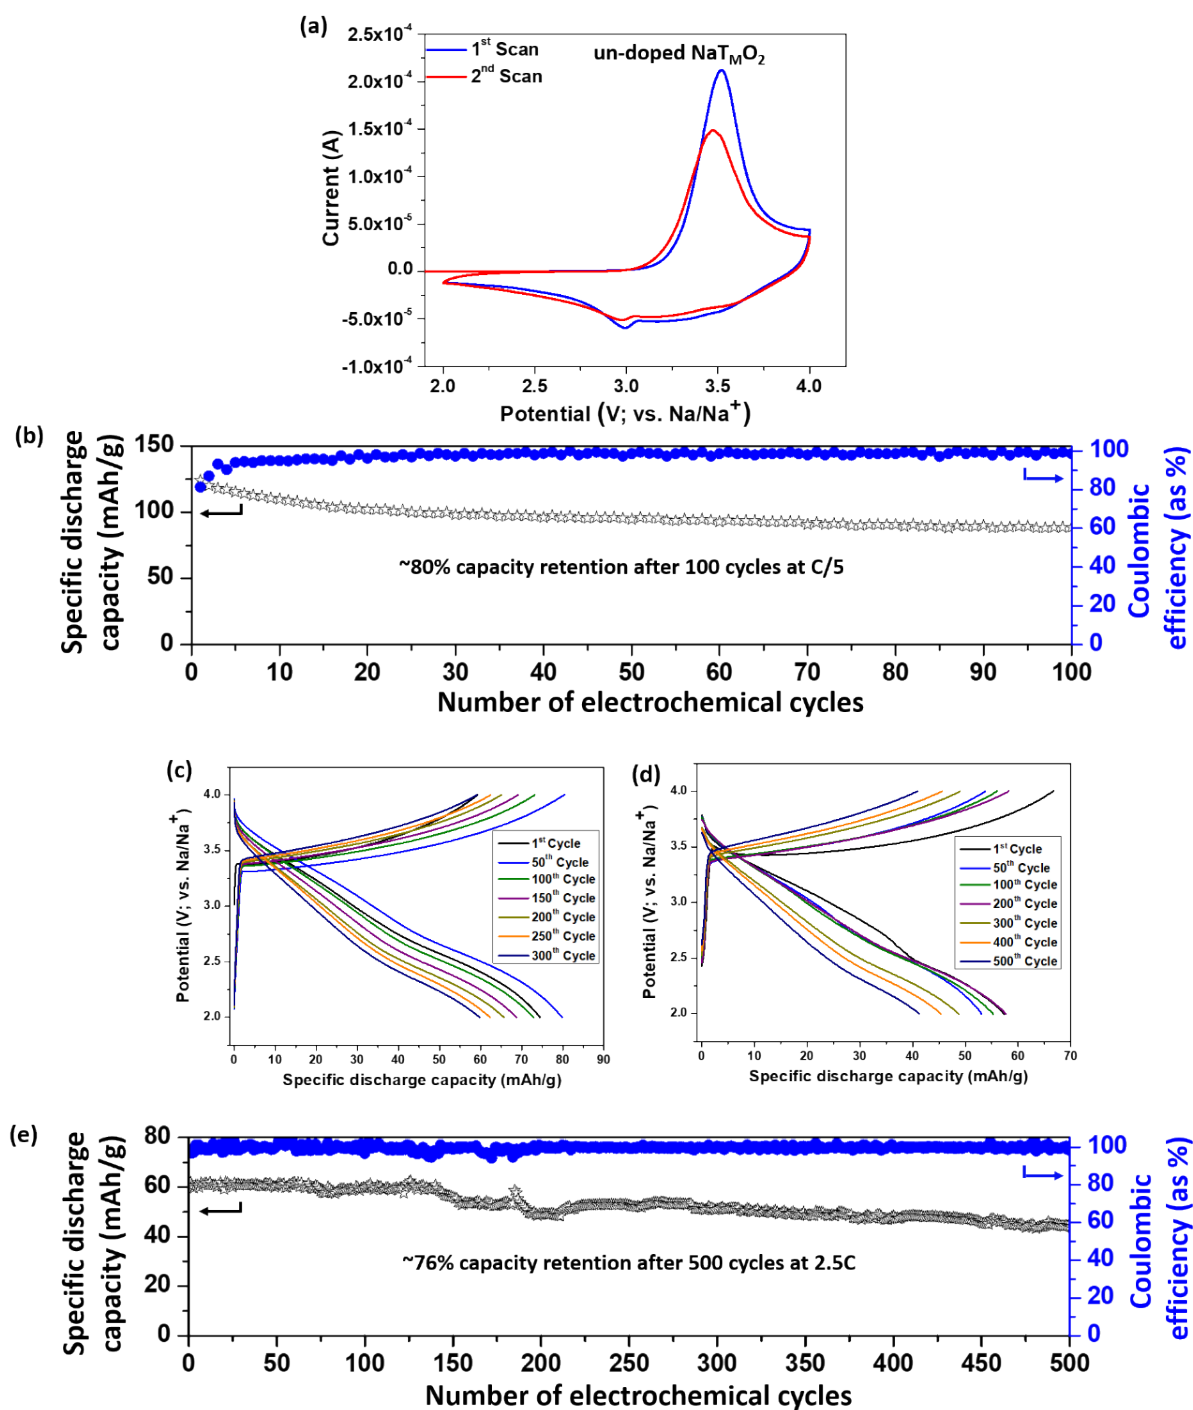 (a)
1st Scan
2nd Scan
un-doped NaTMO2
2.5x10-4
2.0x10-4
1.5x10-4
1.0x10-4
5.0x10-5
0.0
-5.0x10-5
-1.0x10-4
Current (A)
2.0 2.5 3.0 3.5 4.0
Potential (V; vs. Na/Na+)
(b)
Specific discharge
capacity (mAh/g)
150
100
50
0
~80% capacity retention after 100 cycles at C/5
100
80
60
40
20
0
Coulombic
efficiency (as %)
0 10 20 30 40 50 60 70 80 90 100
Number of electrochemical cycles
(c)
Potential (V; vs. Na/Na+)
4.0
3.5
3.0
2.5
2.0
1st Cycle
50th Cycle
100th Cycle
150th Cycle
200th Cycle
250th Cycle
300th Cycle
0 10 20 30 40 50 60 70 80 90
Specific discharge capacity (mAh/g)
(d)
Potential (V; vs. Na/Na+)
4.0
3.5
3.0
2.5
2.0
1st Cycle
50th Cycle
100th Cycle
200th Cycle
300th Cycle
400th Cycle
500th Cycle
0 10 20 30 40 50 60 70
Specific discharge capacity (mAh/g)
(e)
Specific discharge
capacity (mAh/g)
80
60
40
20
0
~76% capacity retention after 500 cycles at 2.5C
100
80
60
40
20
0
Coulombic
efficiency (as %)
0 50 100 150 200 250 300 350 400 450 500
Number of electrochemical cycles